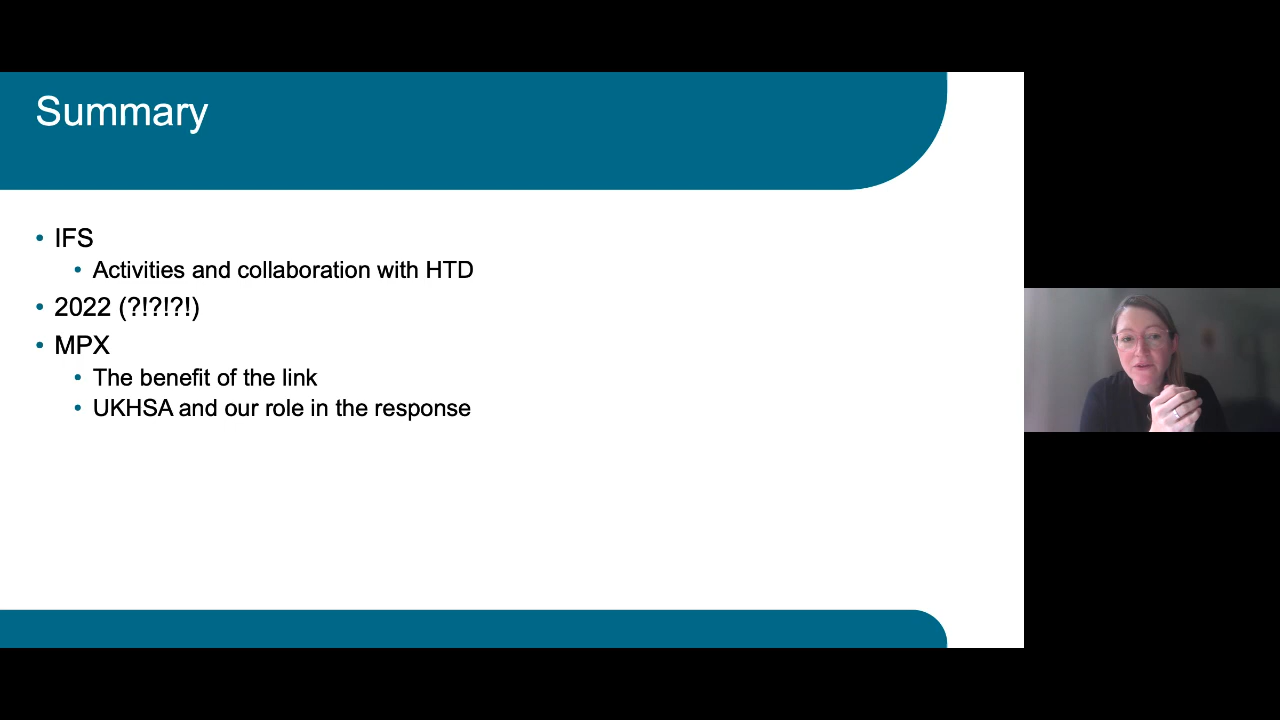 Summary
• IFS
• Activities and collaboration with HTD
• 2022 (?!?!?!)
• MPX
• The benefit of the link
• UKHSA and our role in the response